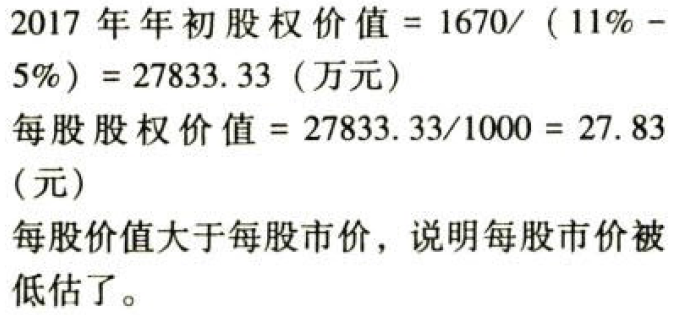 2017 年年初股权价值 = 1670/ （11% -
5%）= 27833.33（万元）
每股股权价值 = 27833.33/1000 = 27.83
（元）
每股价值大于每股市价，说明每股市价被
低估了。